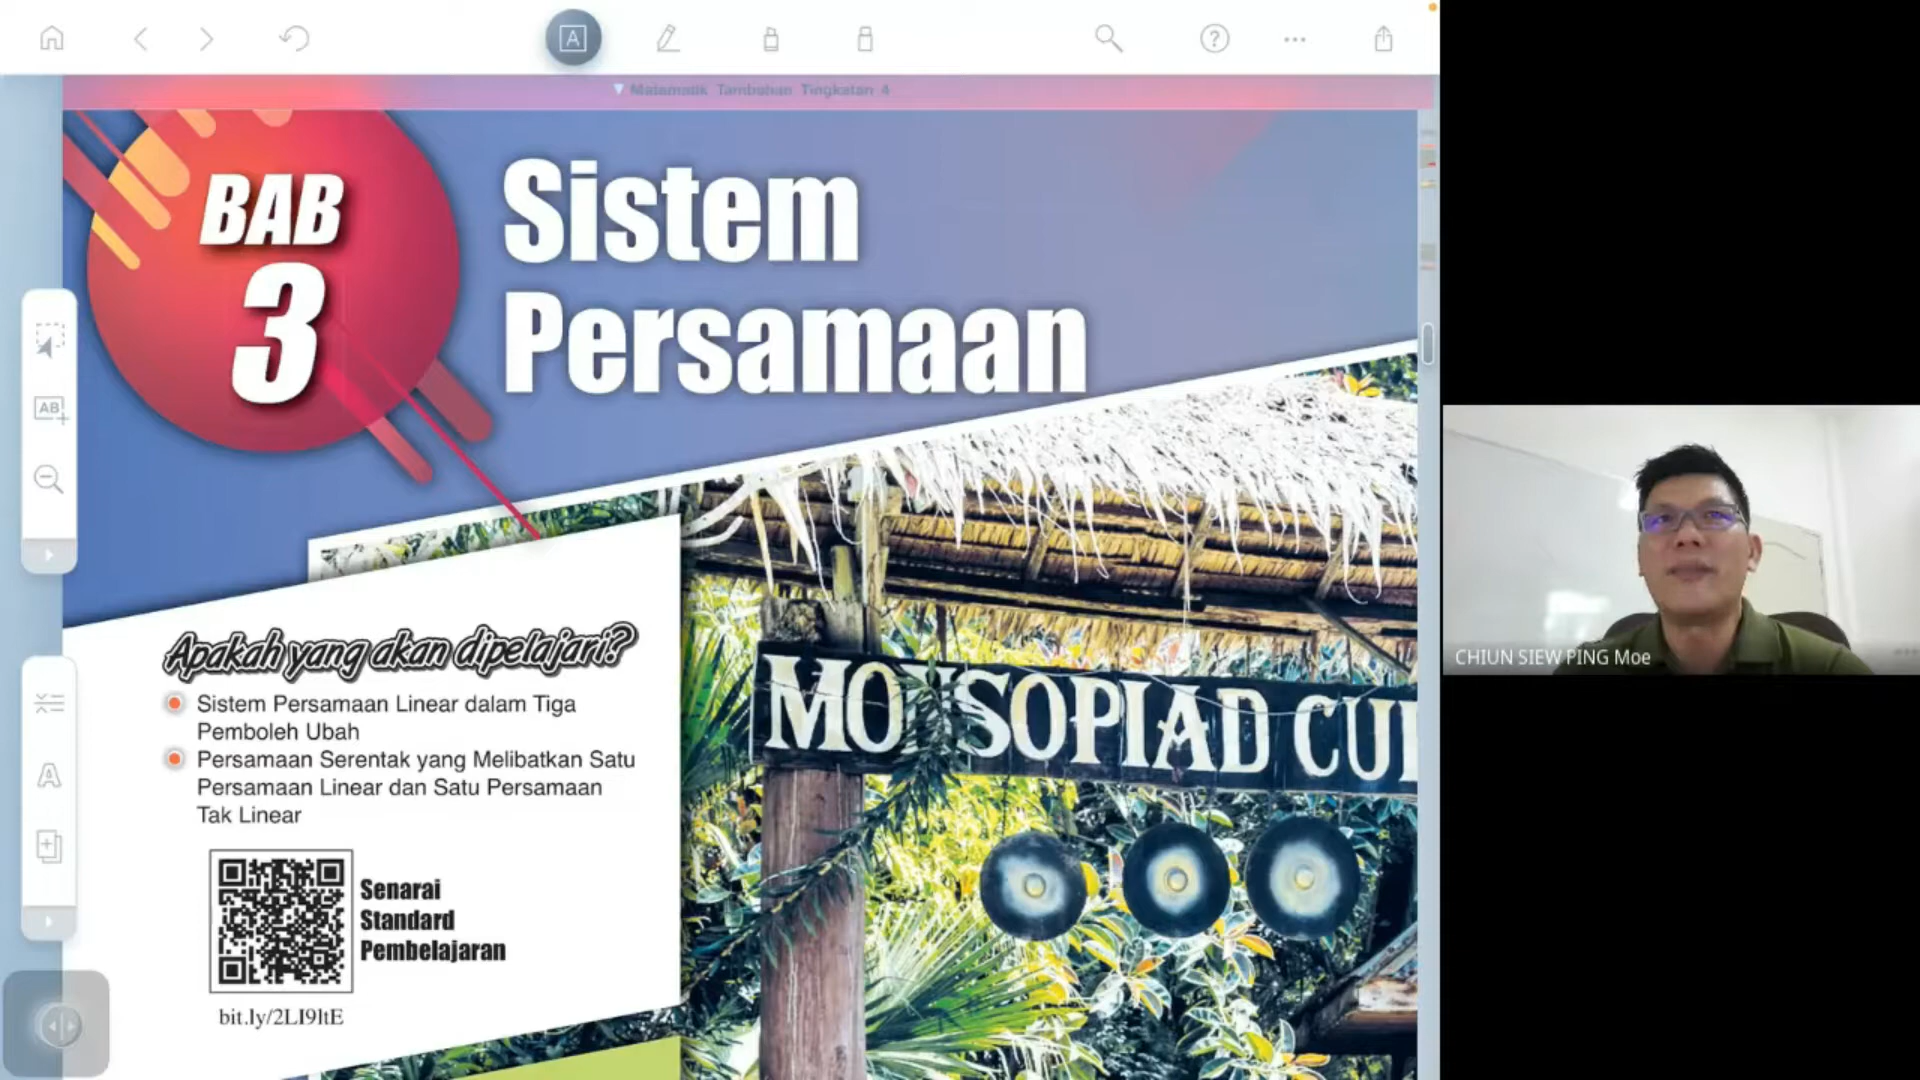 Matematik Tambahan Tingkatan 4
BAB
3
Sistem
Persamaan
Apakah yang akan dipelajari?
Sistem Persamaan Linear dalam Tiga
Pemboleh Ubah
Persamaan Serentak yang Melibatkan Satu
Persamaan Linear dan Satu Persamaan
Tak Linear
Senarai
Standard
Pembelajaran
bit.ly/2LI9ltE
MONSOPIAD CUL
CHIUN SIEW PING Moe